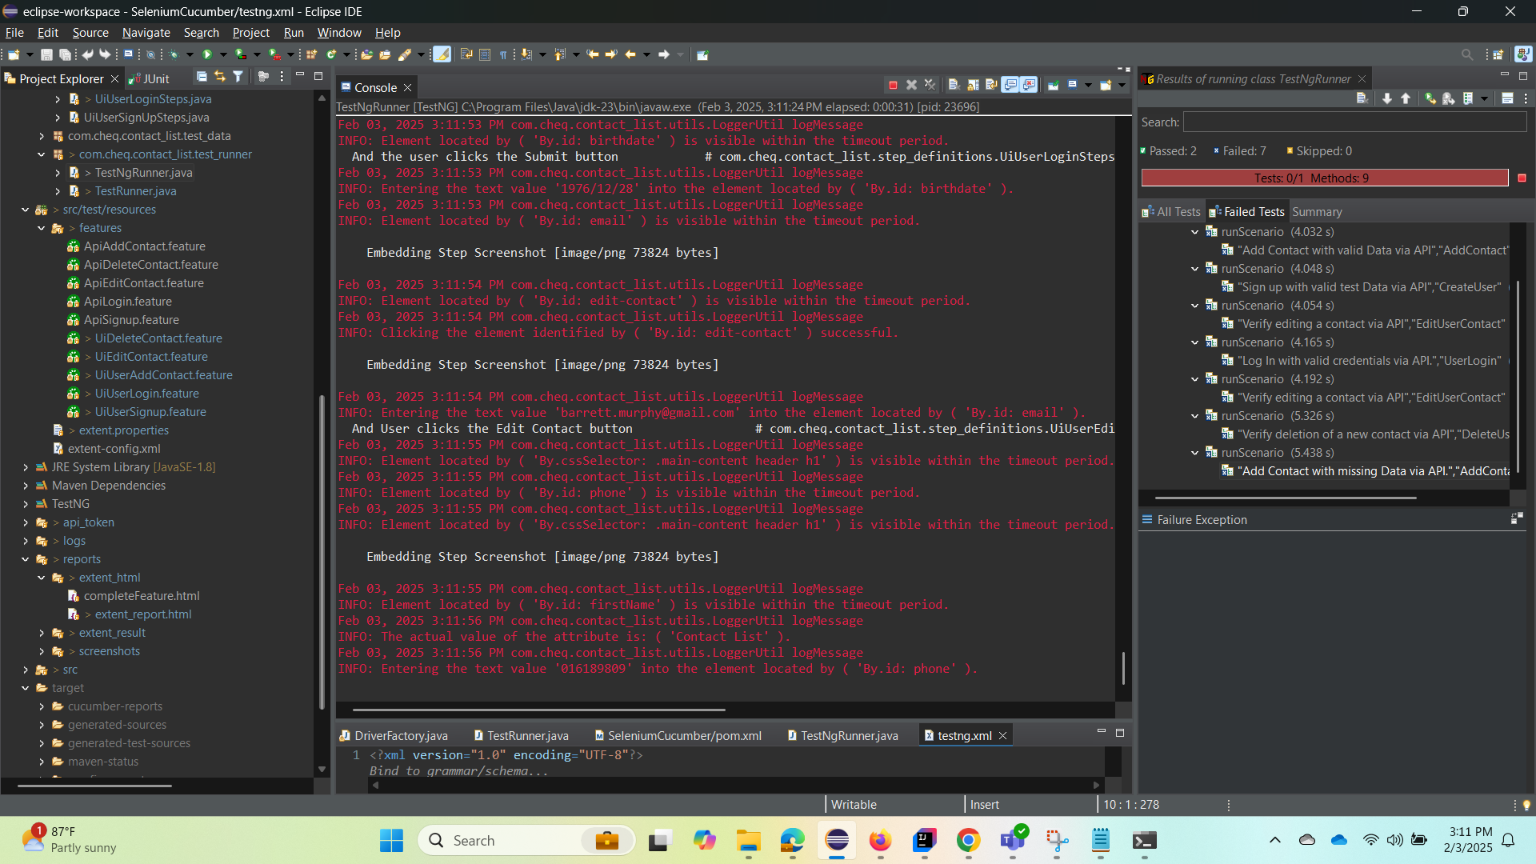 eclipse-workspace - SeleniumCucumber/testng.xml - Eclipse IDE
File Edit Source Navigate Search Project Run Window Help
Project Explorer
JUnit
> UiUserLoginSteps.java
UiUserSignUpSteps.java
com.cheq.contact_list.test_data
> com.cheq.contact_list.test_runner
> TestNgRunner.java
> TestRunner.java
> src/test/resources
> features
ApiAddContact.feature
ApiDeleteContact.feature
ApiEditContact.feature
ApiLogin.feature
ApiSignup.feature
> UiDeleteContact.feature
> UiEditContact.feature
> UiUserAddContact.feature
> UiUserLogin.feature
> UiUserSignup.feature
> extent.properties
extent-config.xml
JRE System Library [JavaSE-1.8]
Maven Dependencies
TestNG
> api_token
> logs
> reports
> extent_html
completeFeature.html
> extent_report.html
> extent_result
> screenshots
> src
target
cucumber-reports
generated-sources
generated-test-sources
maven-status
Console
TestNgRunner [TestNG] C:\Program Files\Java\jdk-23\bin\javaw.exe (Feb 3, 2025, 3:11:24 PM elapsed: 0:00:31) [pid: 23696]
Feb 03, 2025 3:11:53 PM com.cheq.contact_list.utils.LoggerUtil logMessage
INFO: Element located by ( 'By.id: birthdate' ) is visible within the timeout period.
And the user clicks the Submit button # com.cheq.contact_list.step_definitions.UiUserLoginSteps
Feb 03, 2025 3:11:53 PM com.cheq.contact_list.utils.LoggerUtil logMessage
INFO: Entering the text value '1976/12/28' into the element located by ( 'By.id: birthdate' ).
Feb 03, 2025 3:11:53 PM com.cheq.contact_list.utils.LoggerUtil logMessage
INFO: Element located by ( 'By.id: email' ) is visible within the timeout period.
Embedding Step Screenshot [image/png 73824 bytes]
Feb 03, 2025 3:11:54 PM com.cheq.contact_list.utils.LoggerUtil logMessage
INFO: Element located by ( 'By.id: edit-contact' ) is visible within the timeout period.
Feb 03, 2025 3:11:54 PM com.cheq.contact_list.utils.LoggerUtil logMessage
INFO: Clicking the element identified by ( 'By.id: edit-contact' ) successful.
Embedding Step Screenshot [image/png 73824 bytes]
Feb 03, 2025 3:11:54 PM com.cheq.contact_list.utils.LoggerUtil logMessage
INFO: Entering the text value 'barrett.murphy@gmail.com' into the element located by ( 'By.id: email' ).
And User clicks the Edit Contact button # com.cheq.contact_list.step_definitions.UiUserEdi
Feb 03, 2025 3:11:55 PM com.cheq.contact_list.utils.LoggerUtil logMessage
INFO: Element located by ( 'By.cssSelector: .main-content header h1' ) is visible within the timeout period.
Feb 03, 2025 3:11:55 PM com.cheq.contact_list.utils.LoggerUtil logMessage
INFO: Element located by ( 'By.id: phone' ) is visible within the timeout period.
Feb 03, 2025 3:11:55 PM com.cheq.contact_list.utils.LoggerUtil logMessage
INFO: Element located by ( 'By.cssSelector: .main-content header h1' ) is visible within the timeout period.
Embedding Step Screenshot [image/png 73824 bytes]
Feb 03, 2025 3:11:55 PM com.cheq.contact_list.utils.LoggerUtil logMessage
INFO: Element located by ( 'By.id: firstName' ) is visible within the timeout period.
Feb 03, 2025 3:11:56 PM com.cheq.contact_list.utils.LoggerUtil logMessage
INFO: The actual value of the attribute is: ( 'Contact List' ).
Feb 03, 2025 3:11:56 PM com.cheq.contact_list.utils.LoggerUtil logMessage
INFO: Entering the text value '016189809' into the element located by ( 'By.id: phone' ).
DriverFactory.java TestRunner.java SeleniumCucumber/pom.xml TestNgRunner.java testng.xml
1 <?xml version="1.0" encoding="UTF-8"?>
Bind to grammar/schema...
Results of running class TestNgRunner
Search:
Passed: 2 Failed: 7 Skipped: 0
Tests: 0/1 Methods: 9
All Tests Failed Tests Summary
runScenario (4.032 s)
"Add Contact with valid Data via API","AddContact"
runScenario (4.048 s)
"Sign up with valid test Data via API","CreateUser"
runScenario (4.054 s)
"Verify editing a contact via API","EditUserContact"
runScenario (4.165 s)
"Log In with valid credentials via API.","UserLogin"
runScenario (4.192 s)
"Verify editing a contact via API","EditUserContact"
runScenario (5.326 s)
"Verify deletion of a new contact via API","DeleteUs
runScenario (5.438 s)
"Add Contact with missing Data via API.","AddConta
Failure Exception
Writable Insert 10 : 1 : 278
1
87°F
Partly sunny
Search
3:11 PM
2/3/2025